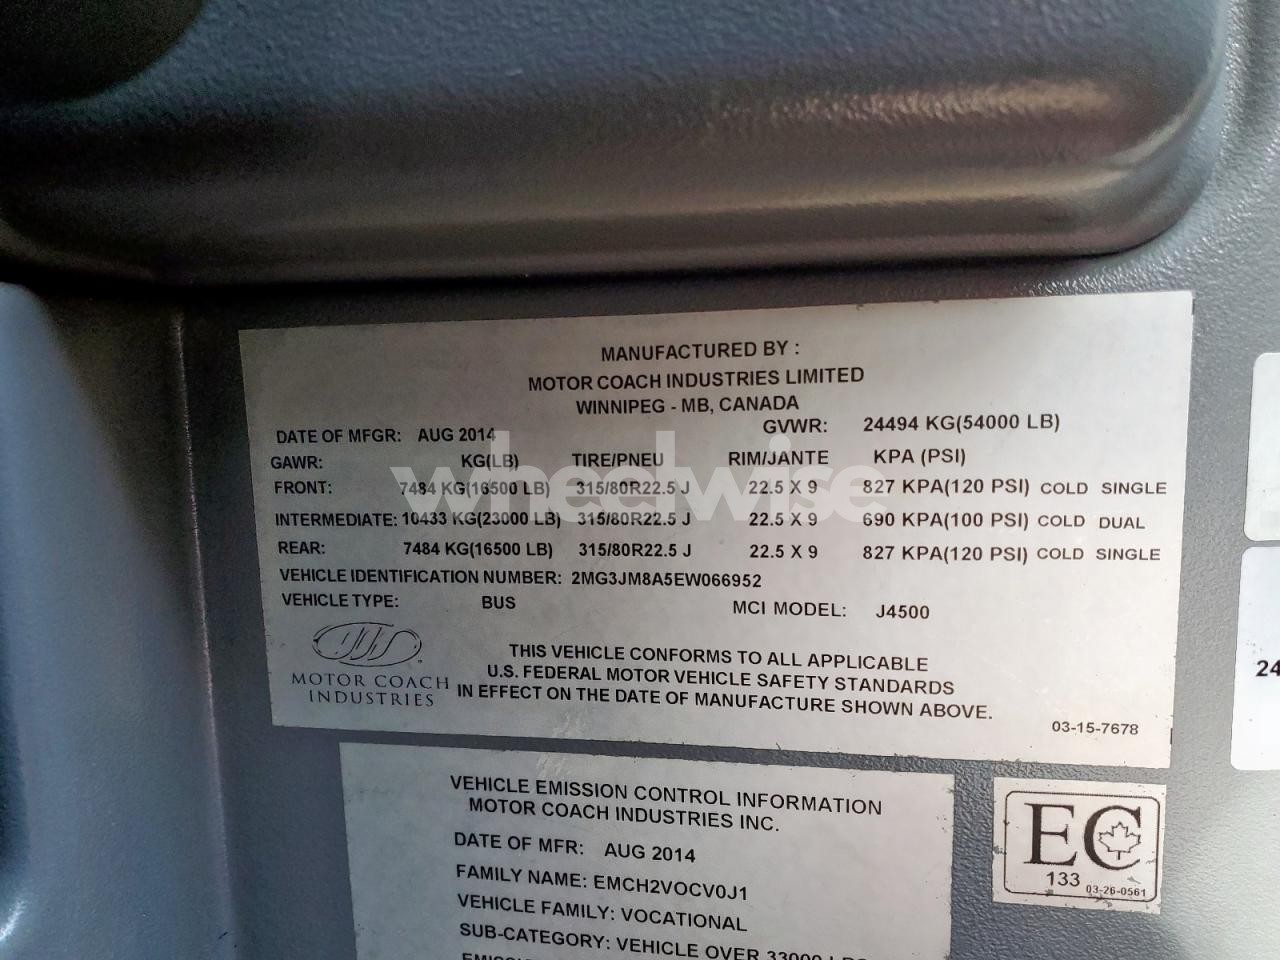 MANUFACTURED BY :
MOTOR COACH INDUSTRIES LIMITED
WINNIPEG - MB, CANADA
DATE OF MFGR: AUG 2014 GVWR: 24494 KG(54000 LB)
GAWR: KG(LB) TIRE/PNEU RIM/JANTE KPA (PSI)
FRONT: 7484 KG(16500 LB) 315/80R22.5 J 22.5 X 9 827 KPA(120 PSI) COLD SINGLE
INTERMEDIATE: 10433 KG(23000 LB) 315/80R22.5 J 22.5 X 9 690 KPA(100 PSI) COLD DUAL
REAR: 7484 KG(16500 LB) 315/80R22.5 J 22.5 X 9 827 KPA(120 PSI) COLD SINGLE
VEHICLE IDENTIFICATION NUMBER: 2MG3JM8A5EW066952
VEHICLE TYPE: BUS MCI MODEL: J4500
THIS VEHICLE CONFORMS TO ALL APPLICABLE
U.S. FEDERAL MOTOR VEHICLE SAFETY STANDARDS
IN EFFECT ON THE DATE OF MANUFACTURE SHOWN ABOVE.
MOTOR COACH
INDUSTRIES
03-15-7678
wheelwise
24
VEHICLE EMISSION CONTROL INFORMATION
MOTOR COACH INDUSTRIES INC.
DATE OF MFR: AUG 2014
FAMILY NAME: EMCH2VOCV0J1
VEHICLE FAMILY: VOCATIONAL
SUB-CATEGORY: VEHICLE OVER 33000 LBS
EC
133 03-26-0561